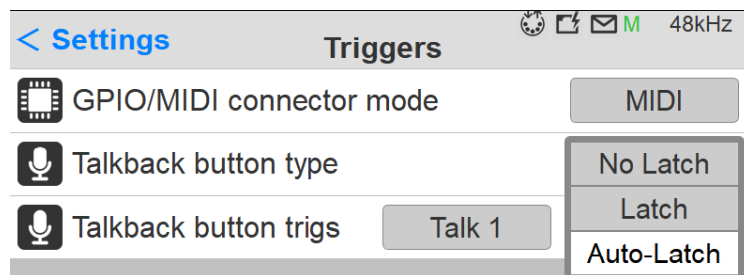 < Settings
Triggers
M 48kHz
GPIO/MIDI connector mode
MIDI
Talkback button type
No Latch
Latch
Talkback button trigs
Talk 1
Auto-Latch